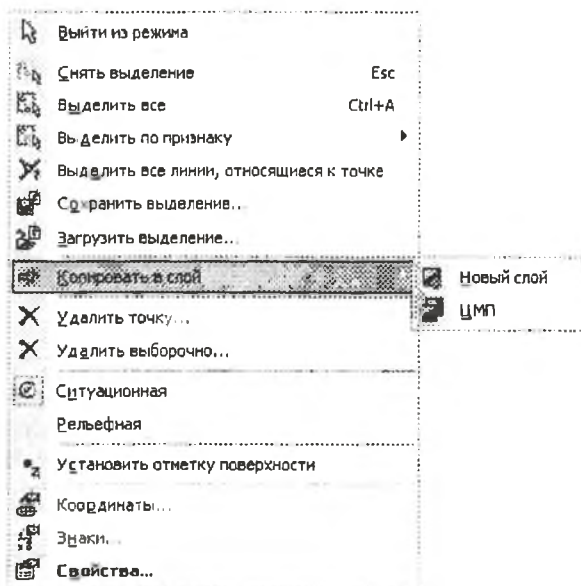 Выйти из режима
Снять выделение Esc
Выделить все Ctrl+A
Выделить по признаку
Выделить все линии, относящиеся к точке
Сохранить выделение...
Загрузить выделение...
Копировать в слой
Новый слой
ЦМП
Удалить точку...
Удалить выборочно...
Ситуационная
Рельефная
Установить отметку поверхности
Координаты...
Знаки...
Свойства...